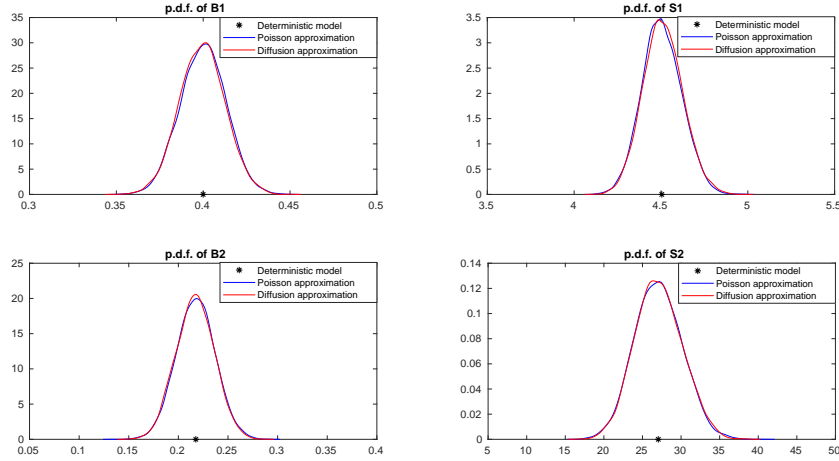 p.d.f. of B1
35
30
25
20
15
10
5
0
0.3 0.35 0.4 0.45 0.5
Deterministic model
Poisson approximation
Diffusion approximation
p.d.f. of S1
3.5
3
2.5
2
1.5
1
0.5
0
3.5 4 4.5 5 5.5
Deterministic model
Poisson approximation
Diffusion approximation
p.d.f. of B2
25
20
15
10
5
0
0.05 0.1 0.15 0.2 0.25 0.3 0.35 0.4
Deterministic model
Poisson approximation
Diffusion approximation
p.d.f. of S2
0.14
0.12
0.1
0.08
0.06
0.04
0.02
0
5 10 15 20 25 30 35 40 45 50
Deterministic model
Poisson approximation
Diffusion approximation